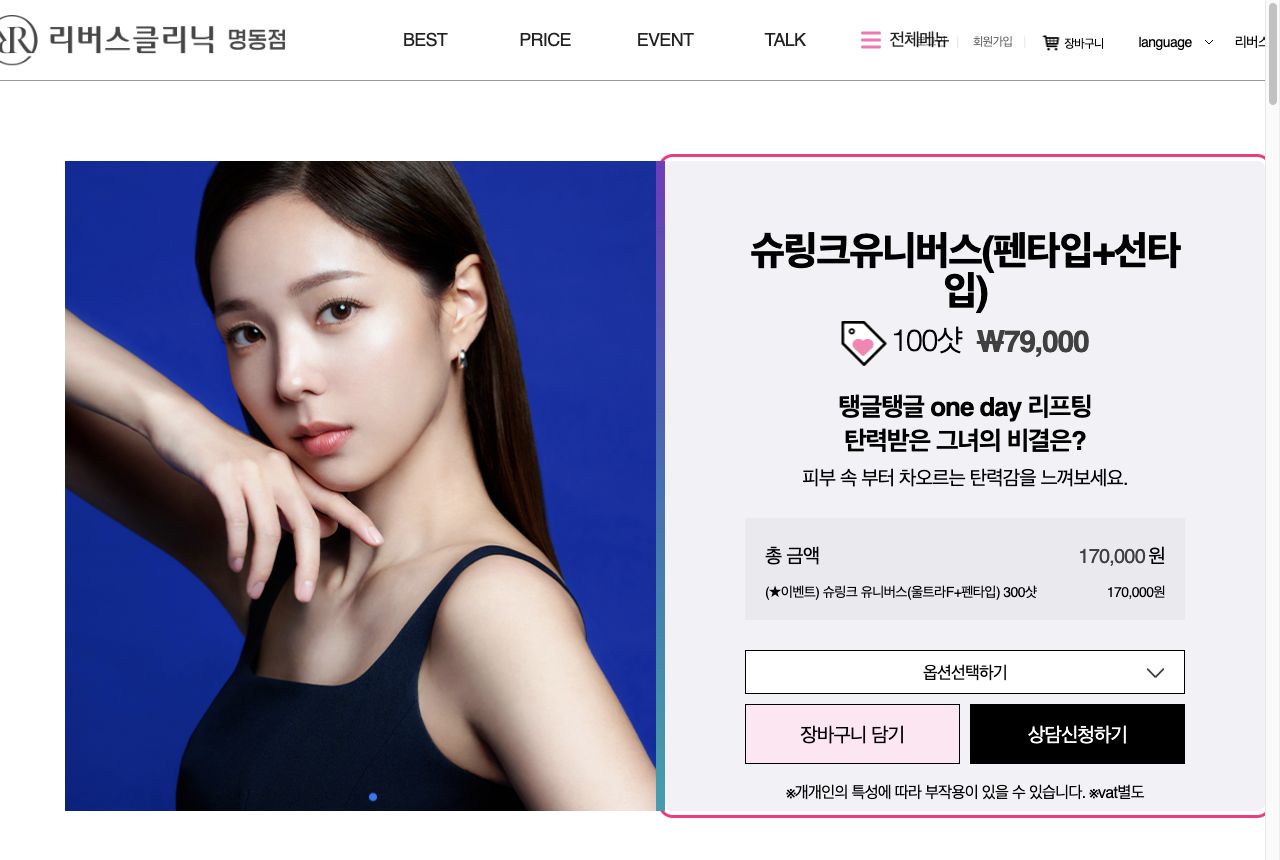 R 리버스클리닉 명동점
BEST
PRICE
EVENT
TALK
전체메뉴
회원가입
장바구니
language
리버스
슈링크유니버스(펜타입+선타
입)
100샷 ₩79,000
탱글탱글 one day 리프팅
탄력받은 그녀의 비결은?
피부 속 부터 차오르는 탄력감을 느껴보세요.
총 금액 170,000 원
(★이벤트) 슈링크 유니버스(울트라F+펜타입) 300샷 170,000원
옵션선택하기
장바구니 담기
상담신청하기
※개개인의 특성에 따라 부작용이 있을 수 있습니다. ※vat별도